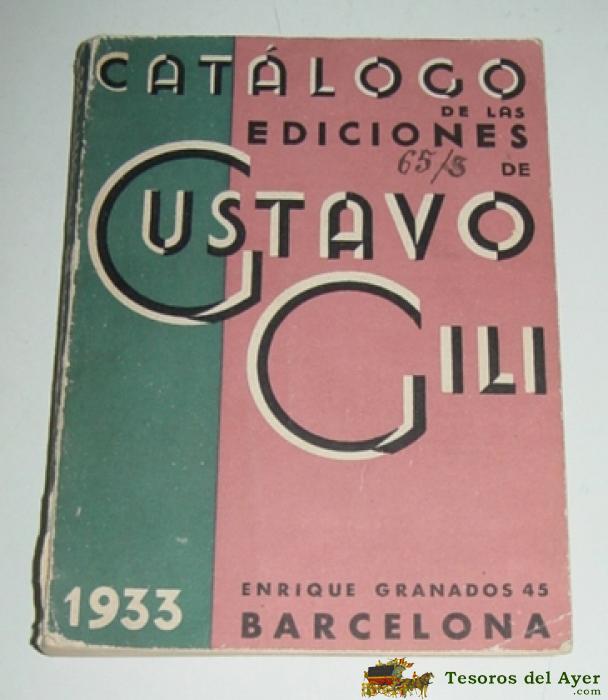 CATÁLOGO
DE LAS
EDICIONES
65/3 DE
GUSTAVO
GILI
1933
ENRIQUE GRANADOS 45
BARCELONA
Tesoros del Ayer
.com